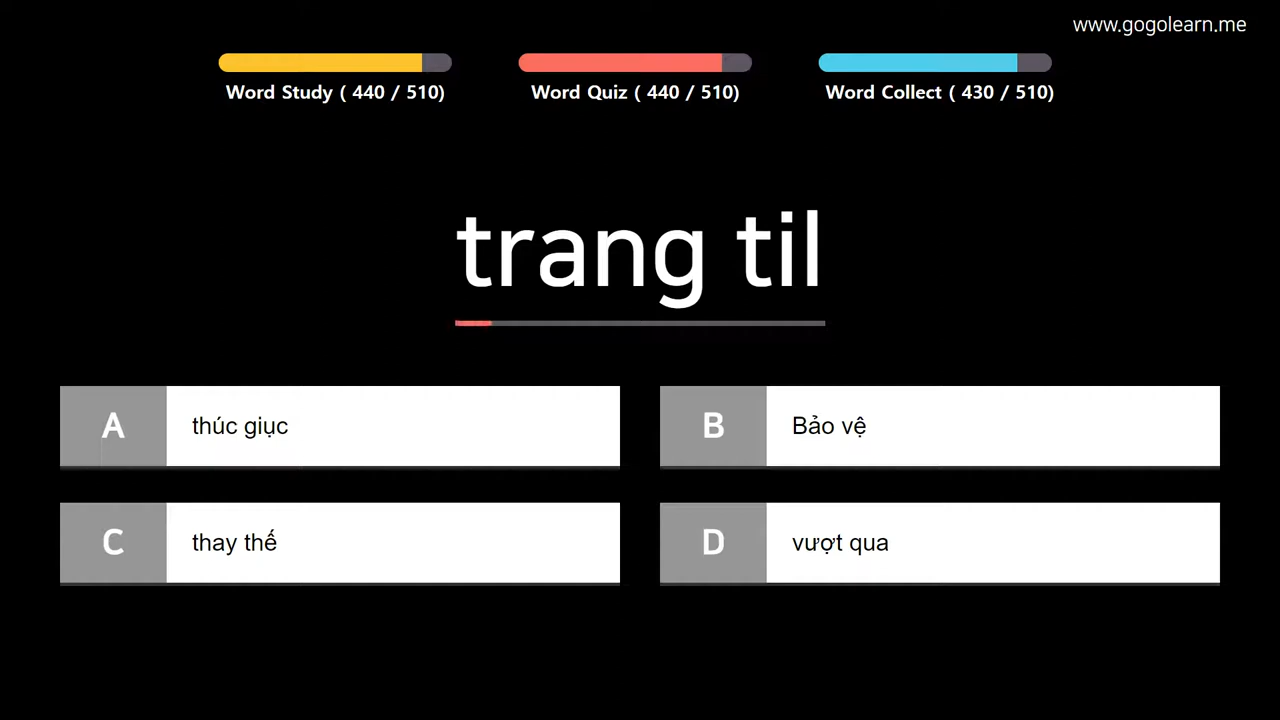 www.gogolearn.me
Word Study ( 440 / 510)
Word Quiz ( 440 / 510)
Word Collect ( 430 / 510)
trang til
A
thúc giục
B
Bảo vệ
C
thay thế
D
vượt qua